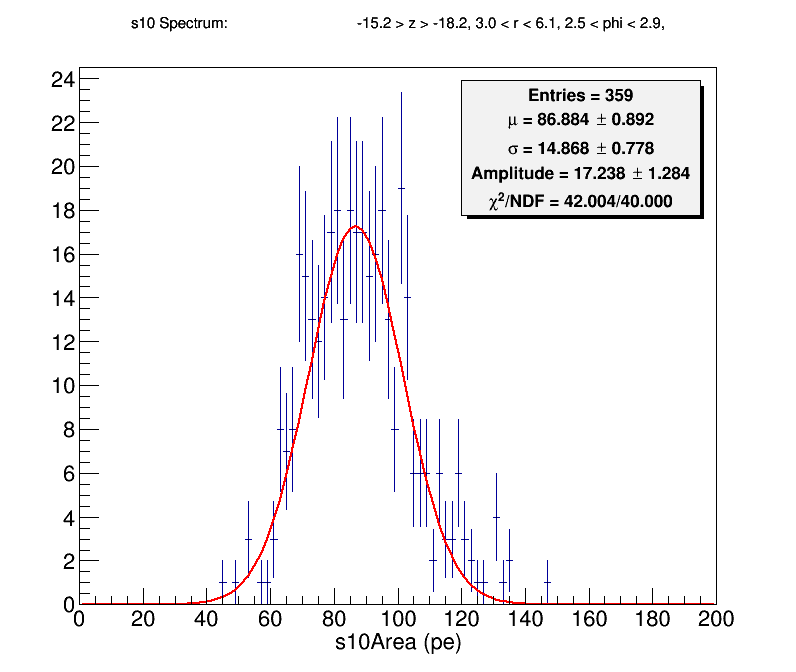 s10 Spectrum: -15.2 > z > -18.2, 3.0 < r < 6.1, 2.5 < phi < 2.9,
Entries = 359
μ = 86.884 ± 0.892
σ = 14.868 ± 0.778
Amplitude = 17.238 ± 1.284
χ²/NDF = 42.004/40.000
24
22
20
18
16
14
12
10
8
6
4
2
0
0 20 40 60 80 100 120 140 160 180 200
s10Area (pe)